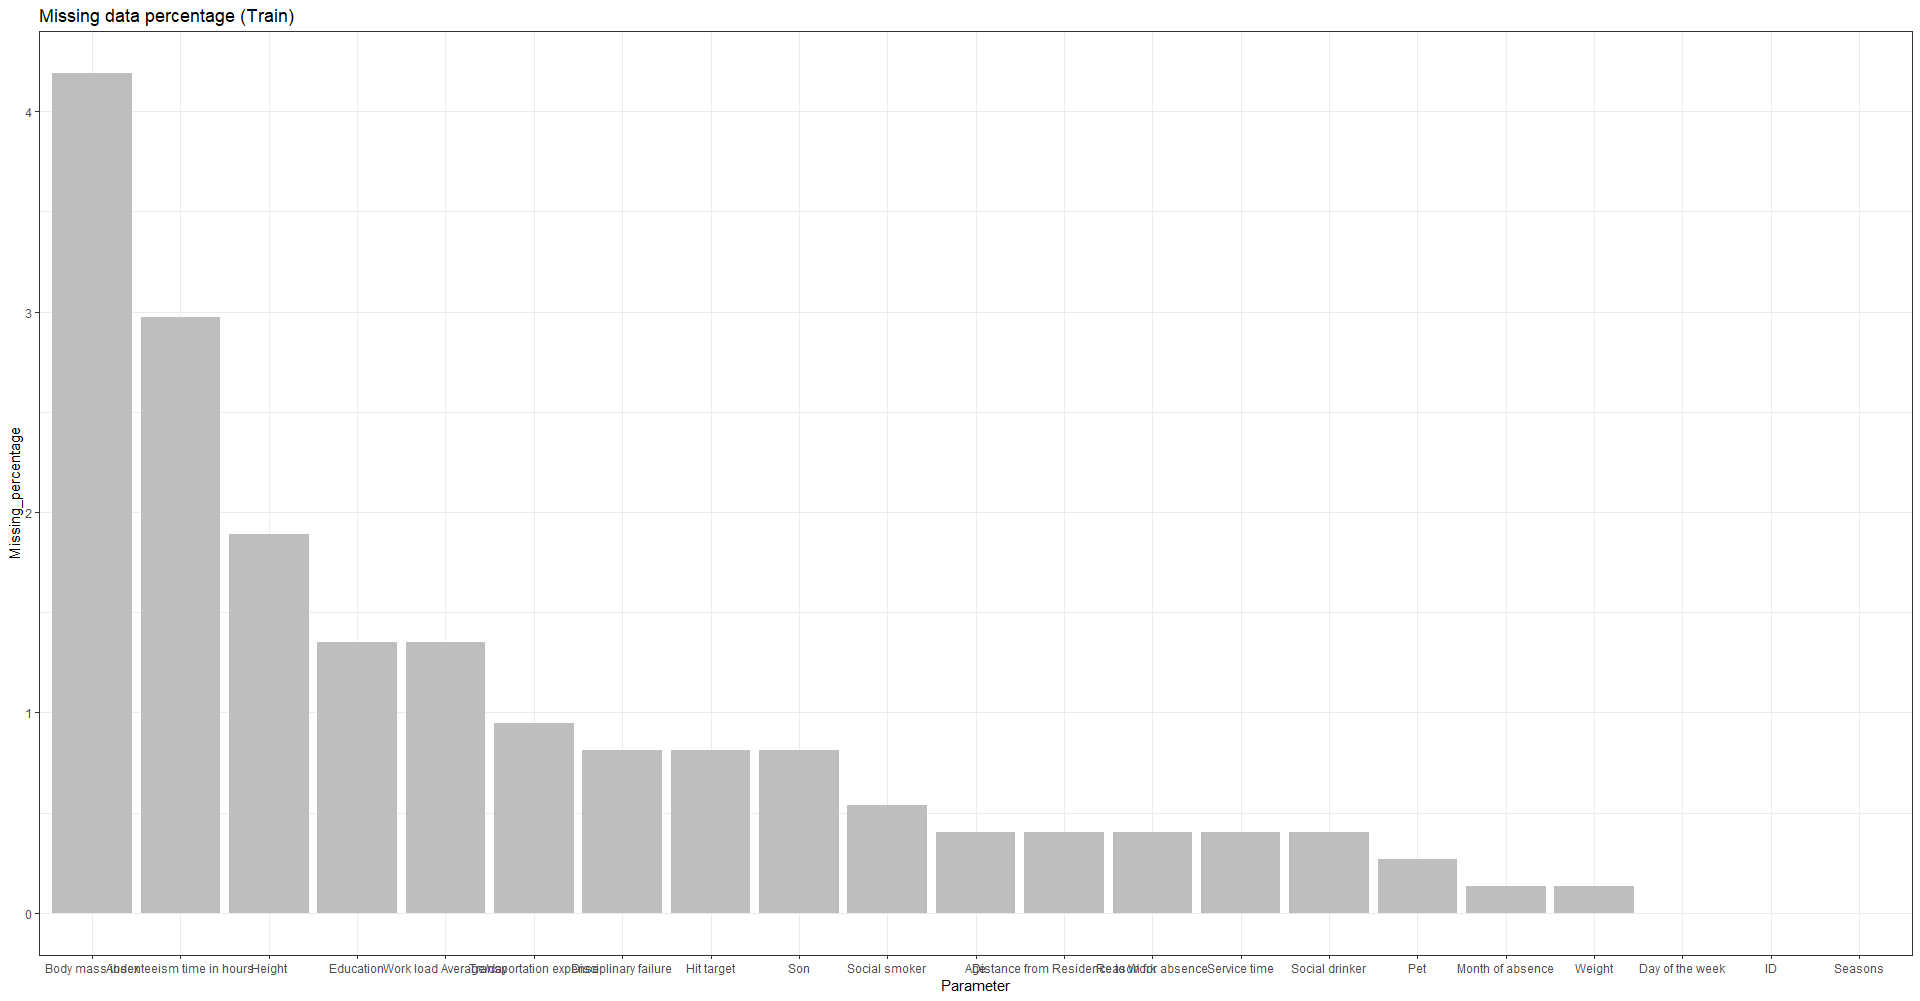 Missing data percentage (Train)
Missing_percentage
4
3
2
1
0
Body mass index
Absenteeism time in hours
Height
Education
Work load Average/day
Transportation expense
Disciplinary failure
Hit target
Son
Social smoker
Age
Distance from Residence to Work
Reason for absence
Service time
Social drinker
Pet
Month of absence
Weight
Day of the week
ID
Seasons
Parameter